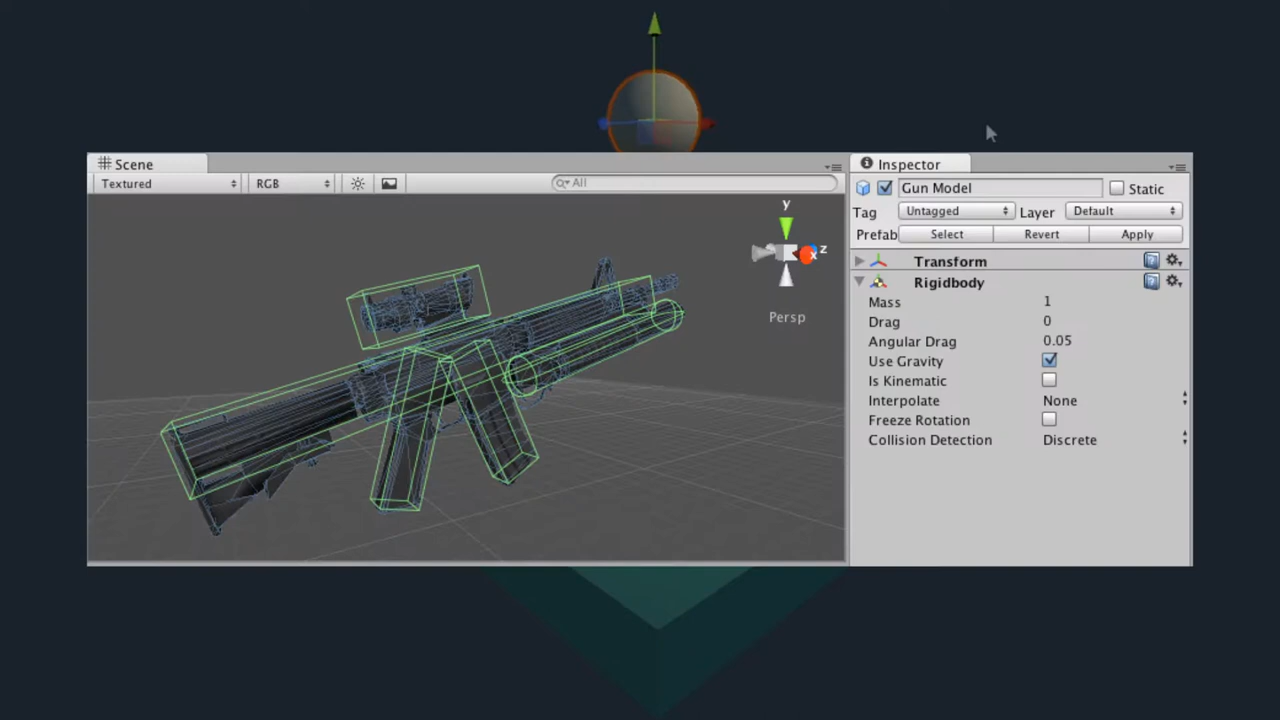 Scene
Textured RGB All
y
z
x
Persp
Inspector
Gun Model Static
Tag Untagged Layer Default
Prefab Select Revert Apply
Transform
Rigidbody
Mass 1
Drag 0
Angular Drag 0.05
Use Gravity
Is Kinematic
Interpolate None
Freeze Rotation
Collision Detection Discrete